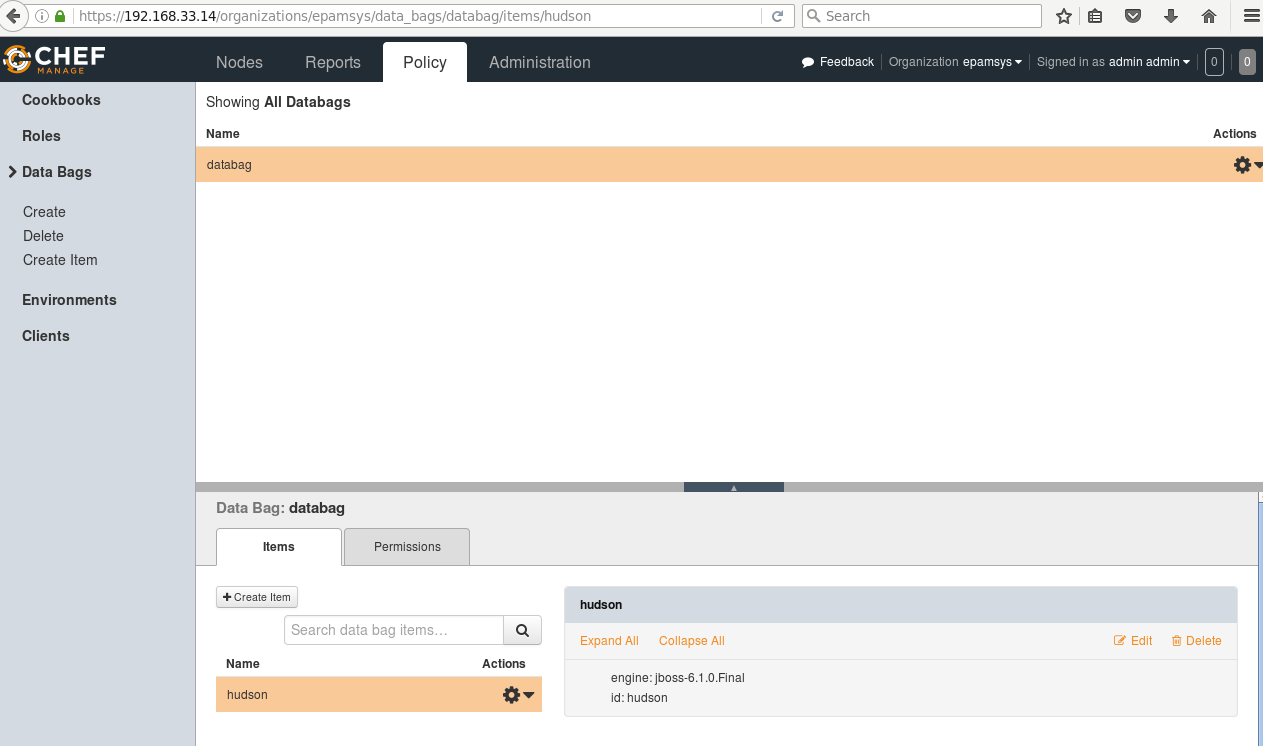 https://192.168.33.14/organizations/epamsys/data_bags/databag/items/hudson
Search
CHEF
MANAGE
Nodes Reports Policy Administration
Feedback Organization epamsys Signed in as admin admin 0 0
Cookbooks
Roles
Data Bags
Create
Delete
Create Item
Environments
Clients
Showing All Databags
Name Actions
databag
Data Bag: databag
Items Permissions
Create Item
Search data bag items…
Name Actions
hudson
hudson
Expand All Collapse All Edit Delete
engine: jboss-6.1.0.Final
id: hudson